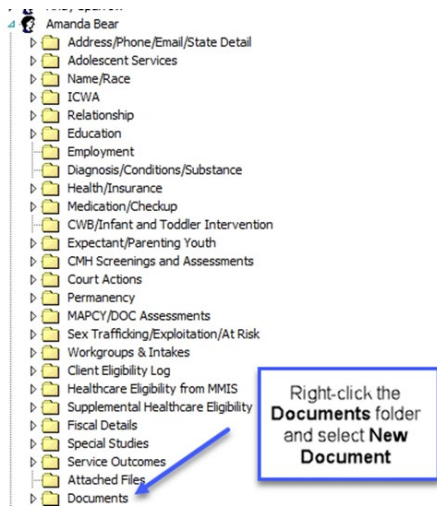 Amanda Bear
Address/Phone/Email/State Detail
Adolescent Services
Name/Race
ICWA
Relationship
Education
Employment
Diagnosis/Conditions/Substance
Health/Insurance
Medication/Checkup
CWB/Infant and Toddler Intervention
Expectant/Parenting Youth
CMH Screenings and Assessments
Court Actions
Permanency
MAPCY/DOC Assessments
Sex Trafficking/Exploitation/At Risk
Workgroups & Intakes
Client Eligibility Log
Healthcare Eligibility from MMIS
Supplemental Healthcare Eligibility
Fiscal Details
Special Studies
Service Outcomes
Attached Files
Documents
Right-click the
Documents folder
and select New
Document